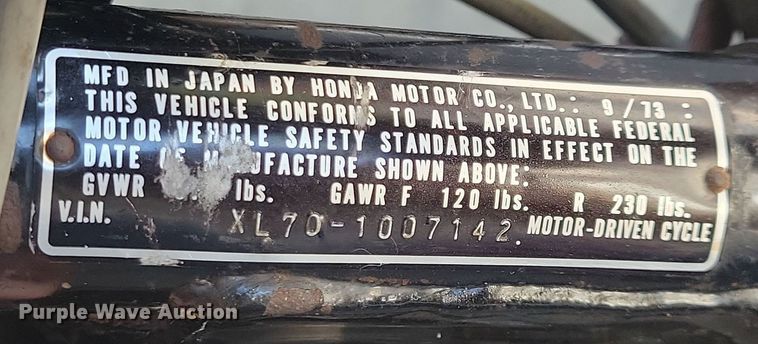 MFD IN JAPAN BY HONDA MOTOR CO., LTD.: 9/73 :
THIS VEHICLE CONFORMS TO ALL APPLICABLE FEDERAL
MOTOR VEHICLE SAFETY STANDARDS IN EFFECT ON THE
DATE OF MANUFACTURE SHOWN ABOVE:
GVWR lbs. GAWR F 120 lbs. R 230 lbs.
V.I.N. XL70-1007142. MOTOR-DRIVEN CYCLE
Purple Wave Auction